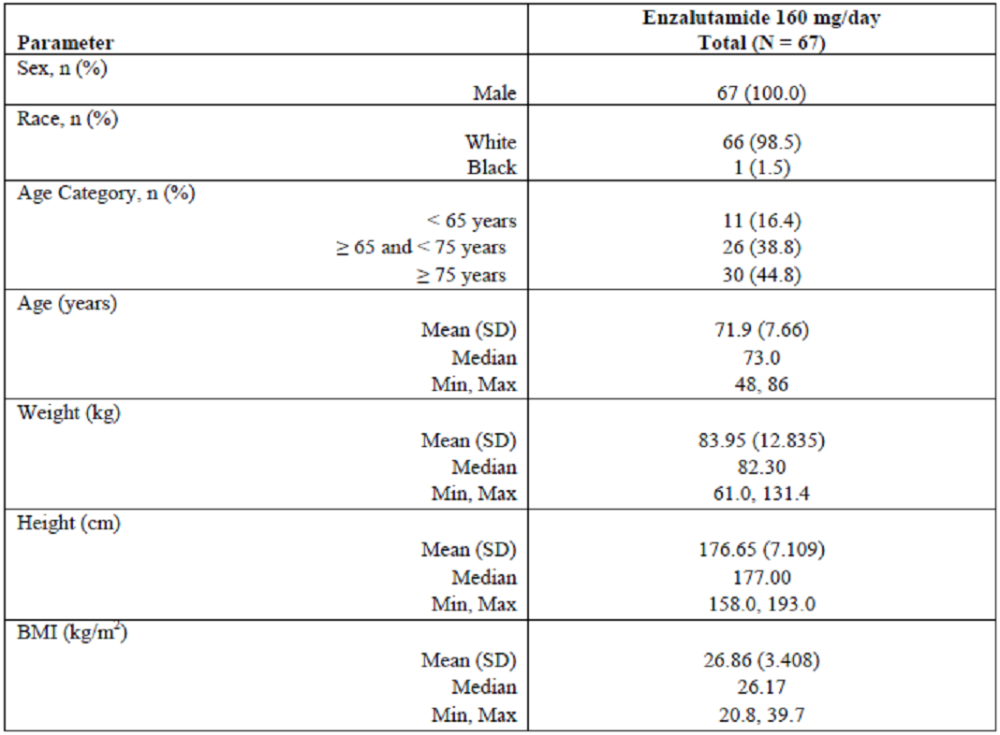 Enzalutamide 160 mg/day
Parameter Total (N = 67)
Sex, n (%)
Male 67 (100.0)
Race, n (%)
White 66 (98.5)
Black 1 (1.5)
Age Category, n (%)
< 65 years 11 (16.4)
≥ 65 and < 75 years 26 (38.8)
≥ 75 years 30 (44.8)
Age (years)
Mean (SD) 71.9 (7.66)
Median 73.0
Min, Max 48, 86
Weight (kg)
Mean (SD) 83.95 (12.835)
Median 82.30
Min, Max 61.0, 131.4
Height (cm)
Mean (SD) 176.65 (7.109)
Median 177.00
Min, Max 158.0, 193.0
BMI (kg/m²)
Mean (SD) 26.86 (3.408)
Median 26.17
Min, Max 20.8, 39.7